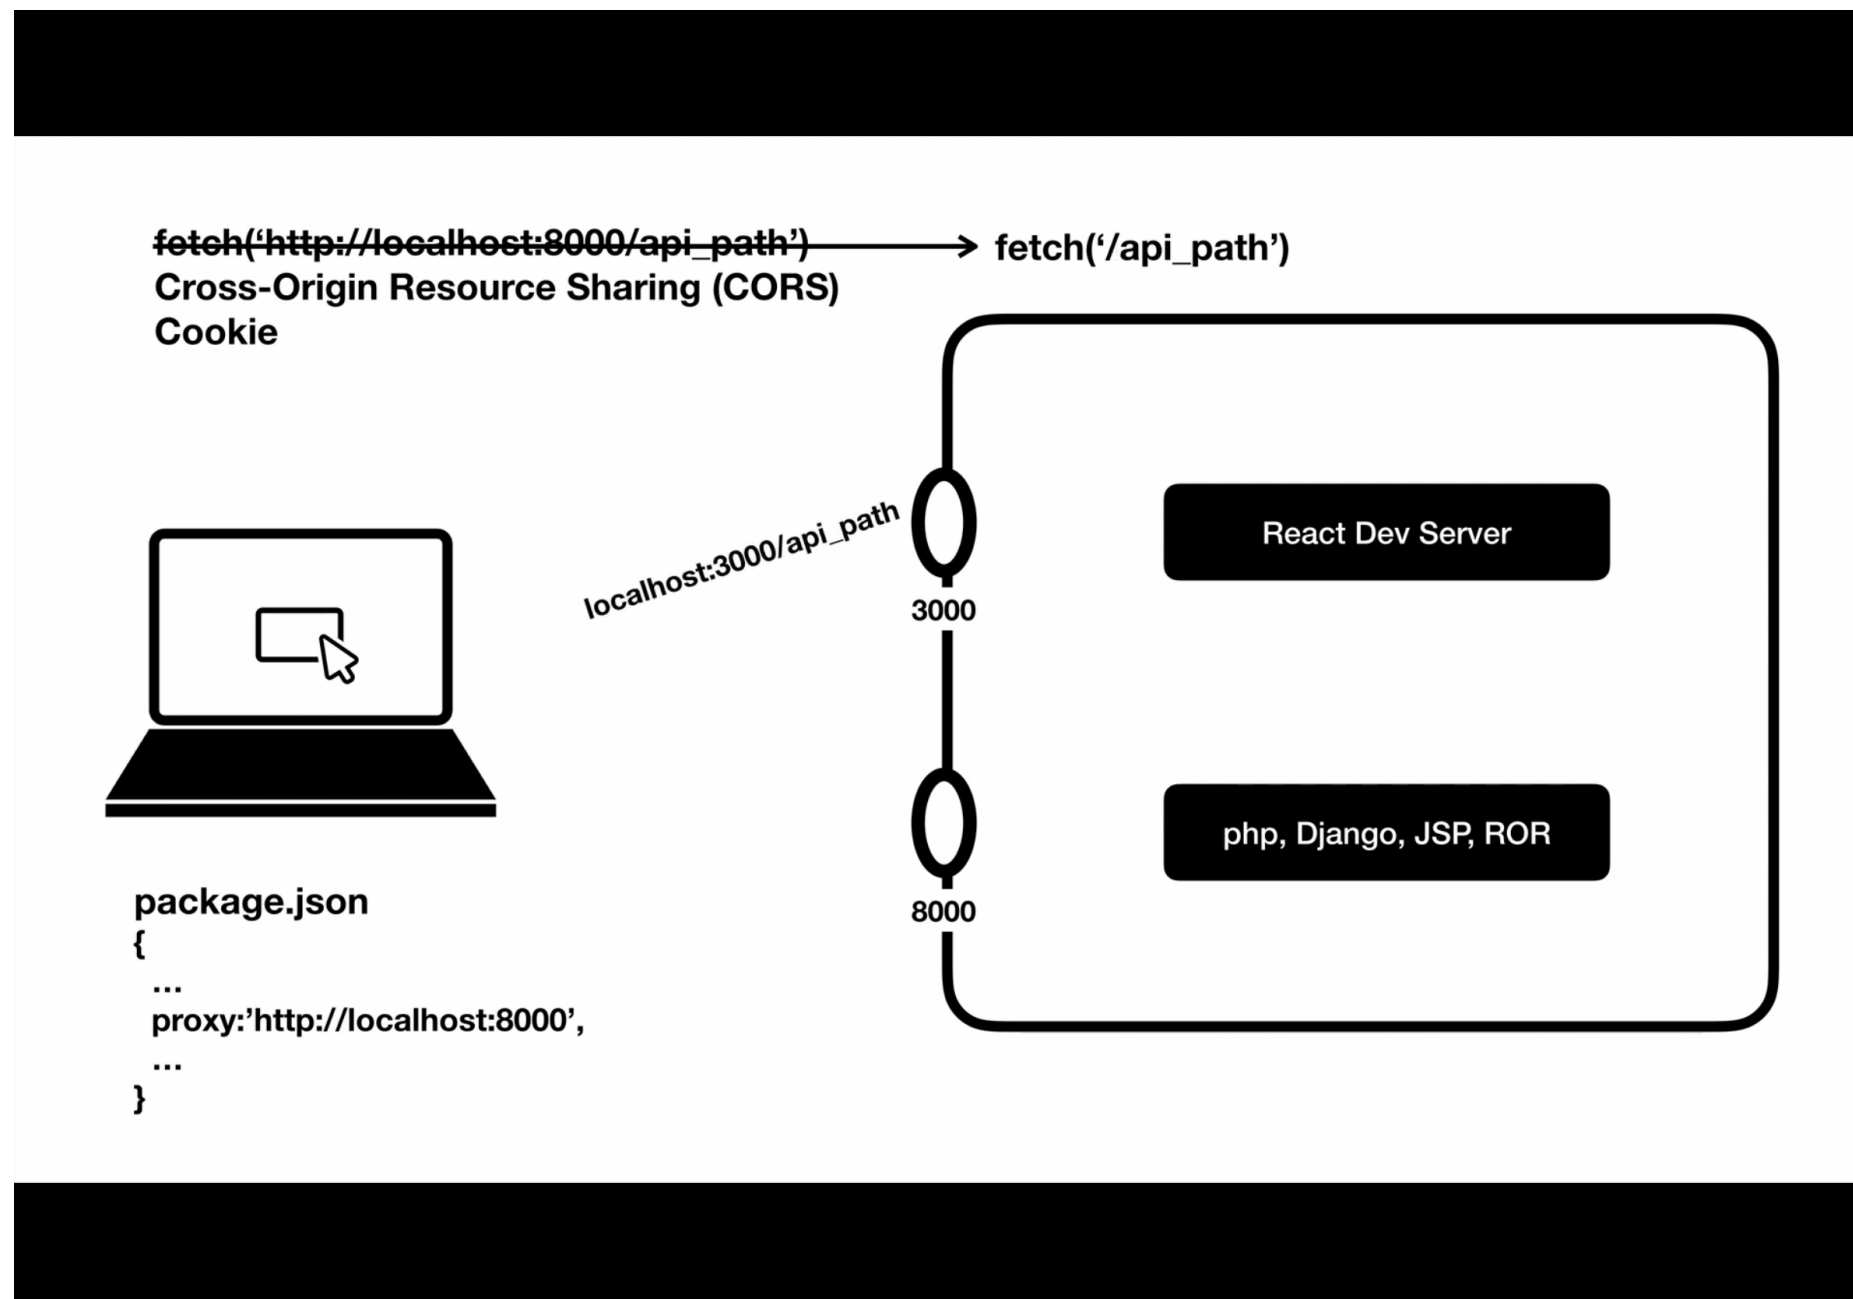 fetch(‘http://localhost:8000/api_path’)
fetch(‘/api_path’)
Cross-Origin Resource Sharing (CORS)
Cookie
localhost:3000/api_path
React Dev Server
3000
php, Django, JSP, ROR
8000
package.json
{
...
proxy:’http://localhost:8000’,
...
}